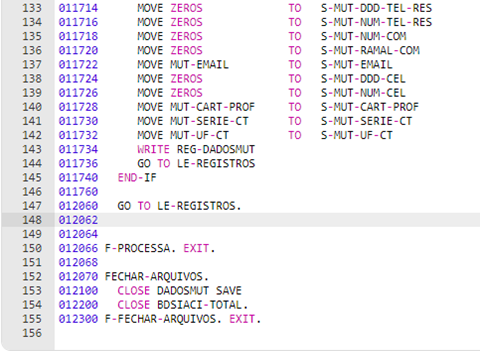 133 011714 MOVE ZEROS TO S-MUT-DDD-TEL-RES
134 011716 MOVE ZEROS TO S-MUT-NUM-TEL-RES
135 011718 MOVE ZEROS TO S-MUT-NUM-COM
136 011720 MOVE ZEROS TO S-MUT-RAMAL-COM
137 011722 MOVE MUT-EMAIL TO S-MUT-EMAIL
138 011724 MOVE ZEROS TO S-MUT-DDD-CEL
139 011726 MOVE ZEROS TO S-MUT-NUM-CEL
140 011728 MOVE MUT-CART-PROF TO S-MUT-CART-PROF
141 011730 MOVE MUT-SERIE-CT TO S-MUT-SERIE-CT
142 011732 MOVE MUT-UF-CT TO S-MUT-UF-CT
143 011734 WRITE REG-DADOSMUT
144 011736 GO TO LE-REGISTROS
145 011740 END-IF
146 011760
147 012060 GO TO LE-REGISTROS.
148 012062
149 012064
150 012066 F-PROCESSA. EXIT.
151 012068
152 012070 FECHAR-ARQUIVOS.
153 012100 CLOSE DADOSMUT SAVE
154 012200 CLOSE BDSIACI-TOTAL.
155 012300 F-FECHAR-ARQUIVOS. EXIT.
156